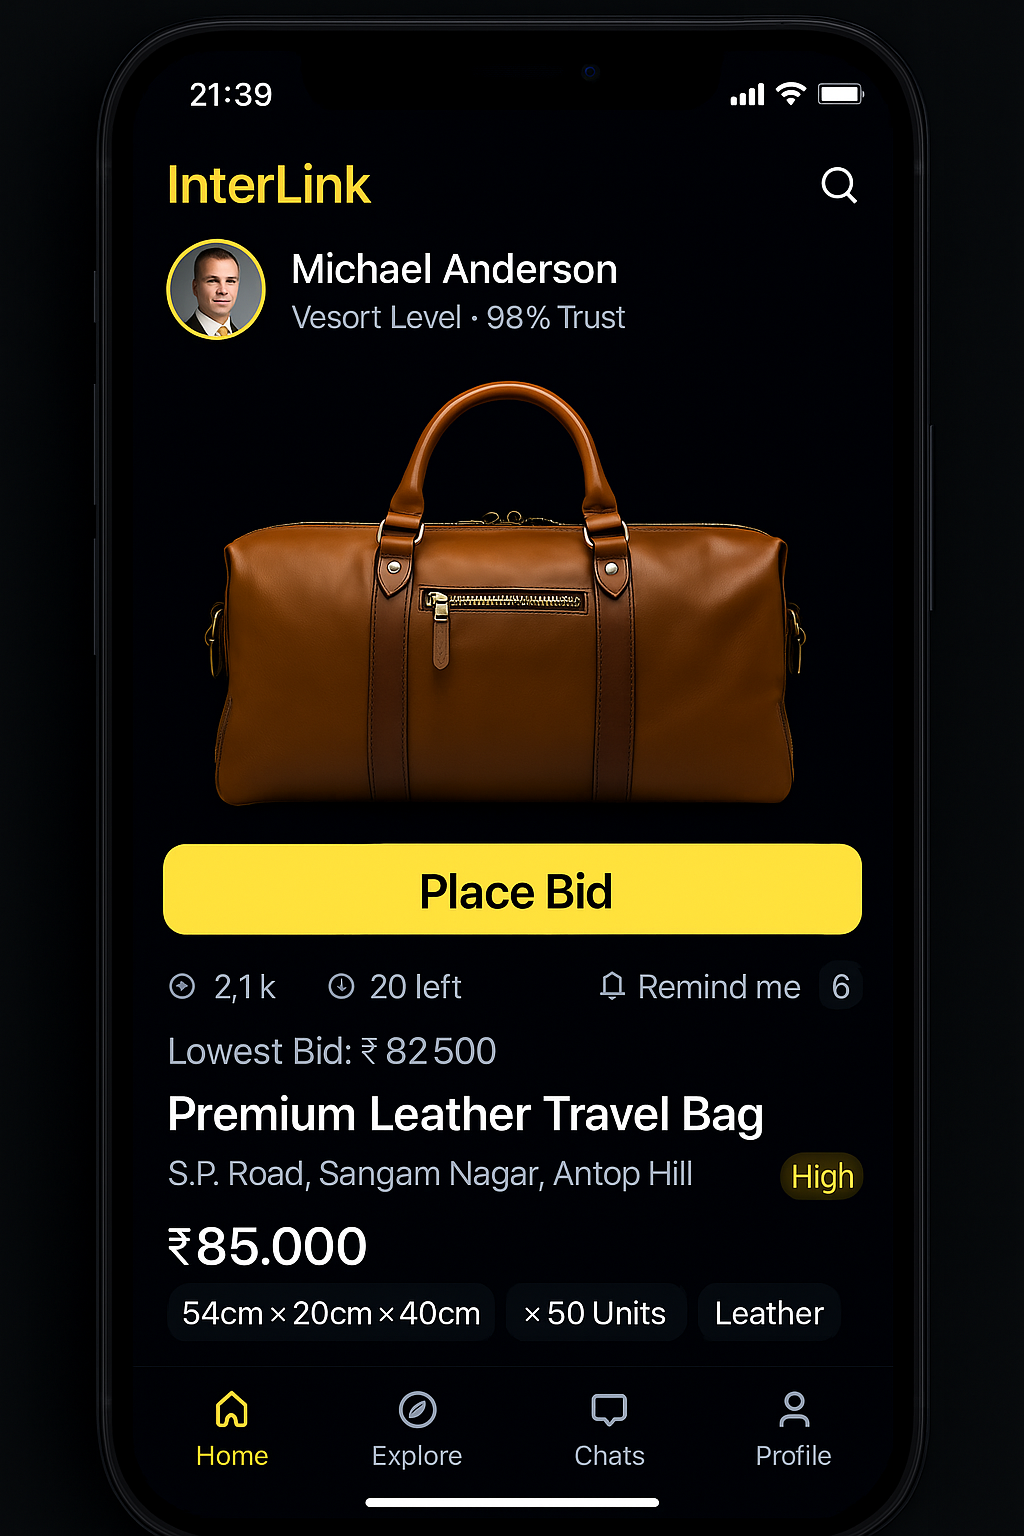 21:39
InterLink
Michael Anderson
Vesort Level · 98% Trust
Place Bid
2,1 k
20 left
Remind me 6
Lowest Bid: ₹ 82 500
Premium Leather Travel Bag
S.P. Road, Sangam Nagar, Antop Hill
High
₹85.000
54cm × 20cm × 40cm
× 50 Units
Leather
Home
Explore
Chats
Profile